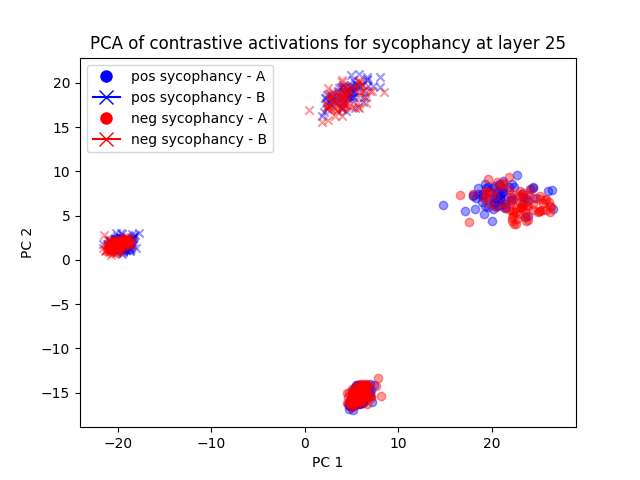 PCA of contrastive activations for sycophancy at layer 25
pos sycophancy - A
pos sycophancy - B
neg sycophancy - A
neg sycophancy - B
20
15
10
5
0
−5
−10
−15
PC 2
−20
−10
0
10
20
PC 1